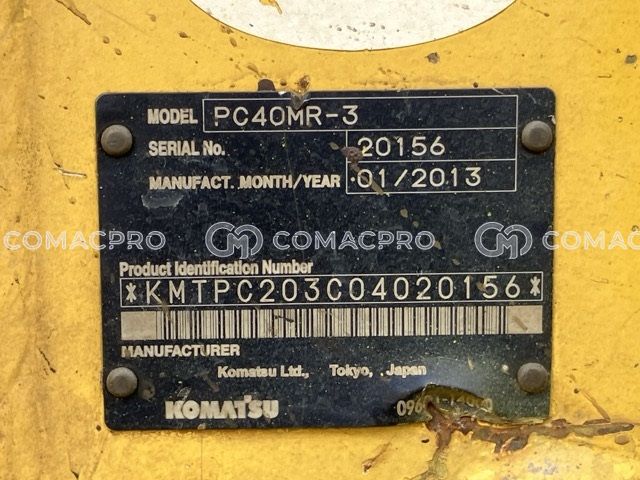 MODEL PC40MR-3
SERIAL No. 20156
MANUFACT. MONTH/YEAR 01/2013
COMACPRO COMACPRO COMACPRO
Product Identification Number
*KMTPC203C04020156*
MANUFACTURER
Komatsu Ltd., Tokyo, Japan
KOMATSU